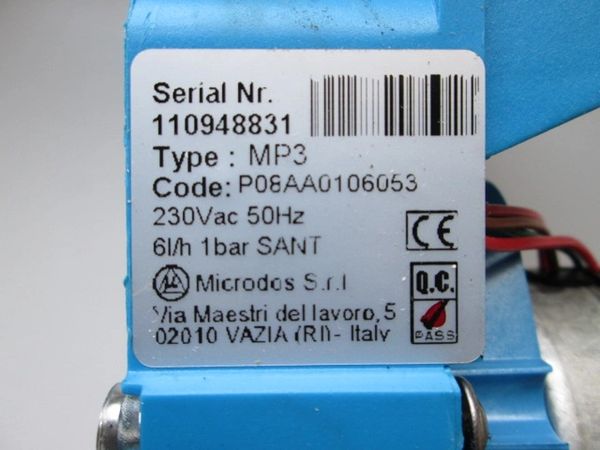 Serial Nr.
110948831
Type : MP3
Code: P08AA0106053
230Vac 50Hz
6l/h 1bar SANT
CE
Microdos S.r.l
Q.C.
PASS
Via Maestri del lavoro, 5
02010 VAZIA (RI)- Italy